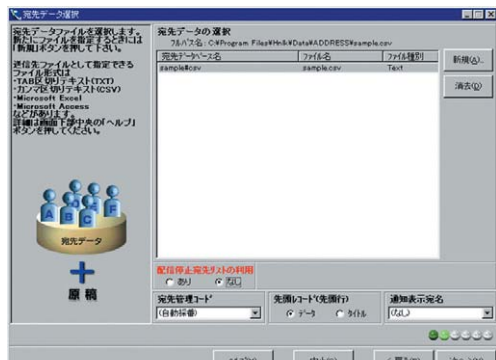 宛先データ選択
宛先データファイルを選択します。
新たにファイルを指定するときには
「新規」ボタンを押して下さい。
送信先ファイルとして指定できる
ファイル形式は
・TAB区切りテキスト(TXT)
・カンマ区切りテキスト(CSV)
・Microsoft Excel
・Microsoft Access
などがあります。
詳細は画面下部中央の「ヘルプ」
ボタンを押してください。
A B C F
宛先データ
原稿
宛先データの選択
フルパス名: C:¥Program Files¥Hnk¥Data¥ADDRESS¥sample.csv
宛先データベース名 ファイル名 ファイル種別
sample#csv sample.csv Text
新規(A)...
消去(D)
配信停止宛先リストの利用
あり なし
宛先管理コード
(自動採番)
先頭レコード(先頭行)
データ タイトル
通知表示宛名
(なし)